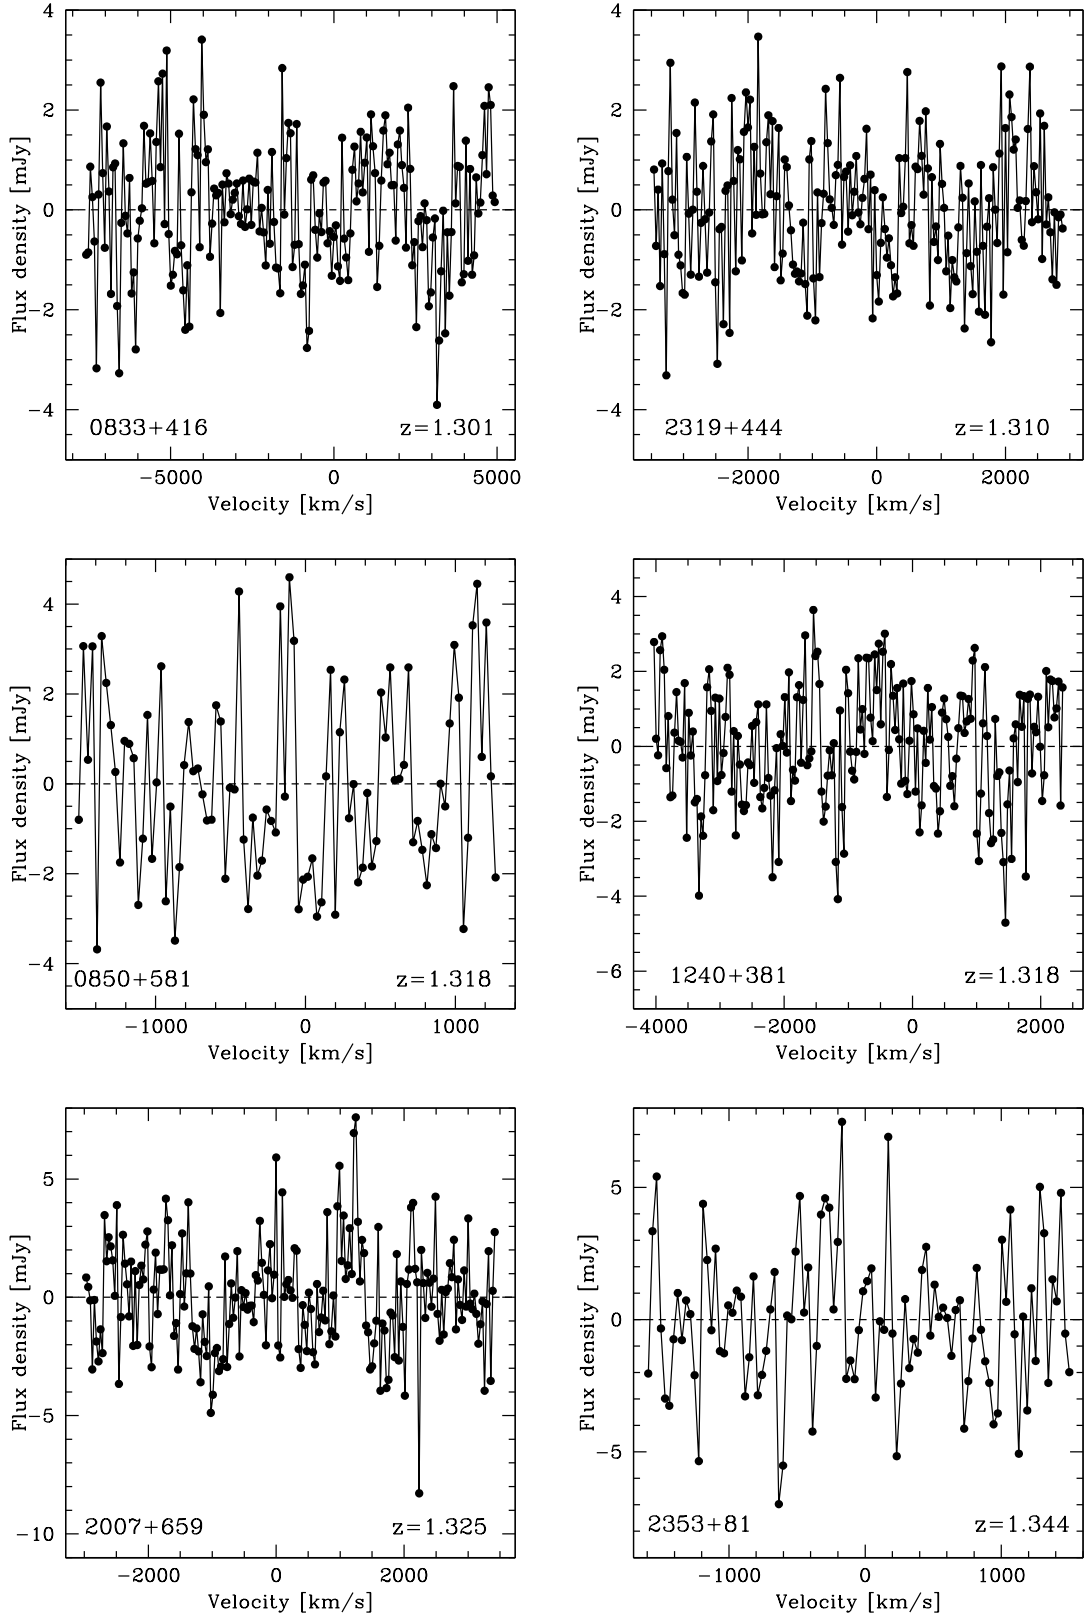 4
2
0
−2
−4
Flux density [mJy]
0833+416
z=1.301
−5000
0
5000
Velocity [km/s]
4
2
0
−2
−4
Flux density [mJy]
2319+444
z=1.310
−2000
0
2000
Velocity [km/s]
4
2
0
−2
−4
Flux density [mJy]
0850+581
z=1.318
−1000
0
1000
Velocity [km/s]
4
2
0
−2
−4
−6
Flux density [mJy]
1240+381
z=1.318
−4000
−2000
0
2000
Velocity [km/s]
5
0
−5
−10
Flux density [mJy]
2007+659
z=1.325
−2000
0
2000
Velocity [km/s]
5
0
−5
Flux density [mJy]
2353+81
z=1.344
−1000
0
1000
Velocity [km/s]